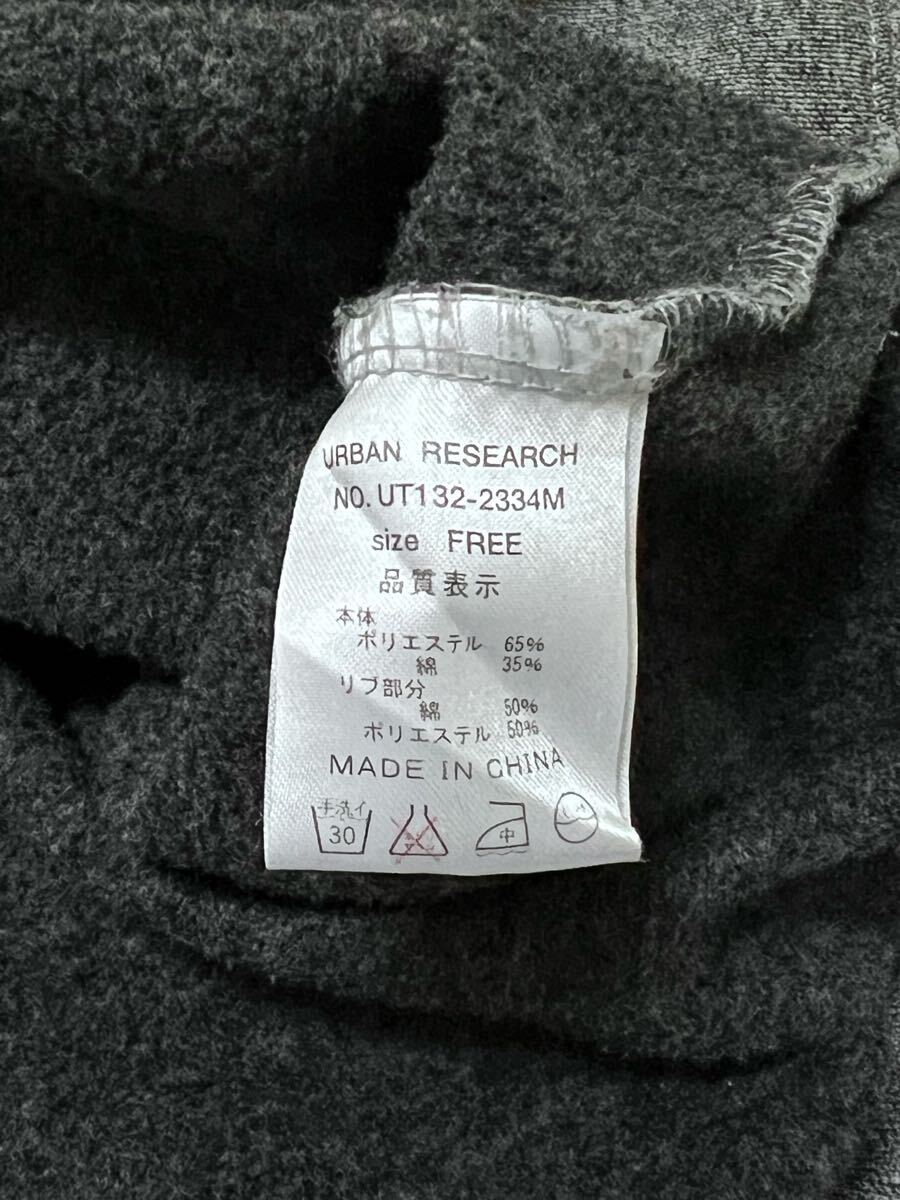 URBAN RESEARCH
NO. UT132-2334M
size FREE
品質表示
本体
ポリエステル 65%
綿 35%
リブ部分
綿 50%
ポリエステル 50%
MADE IN CHINA
手洗イ
30
中